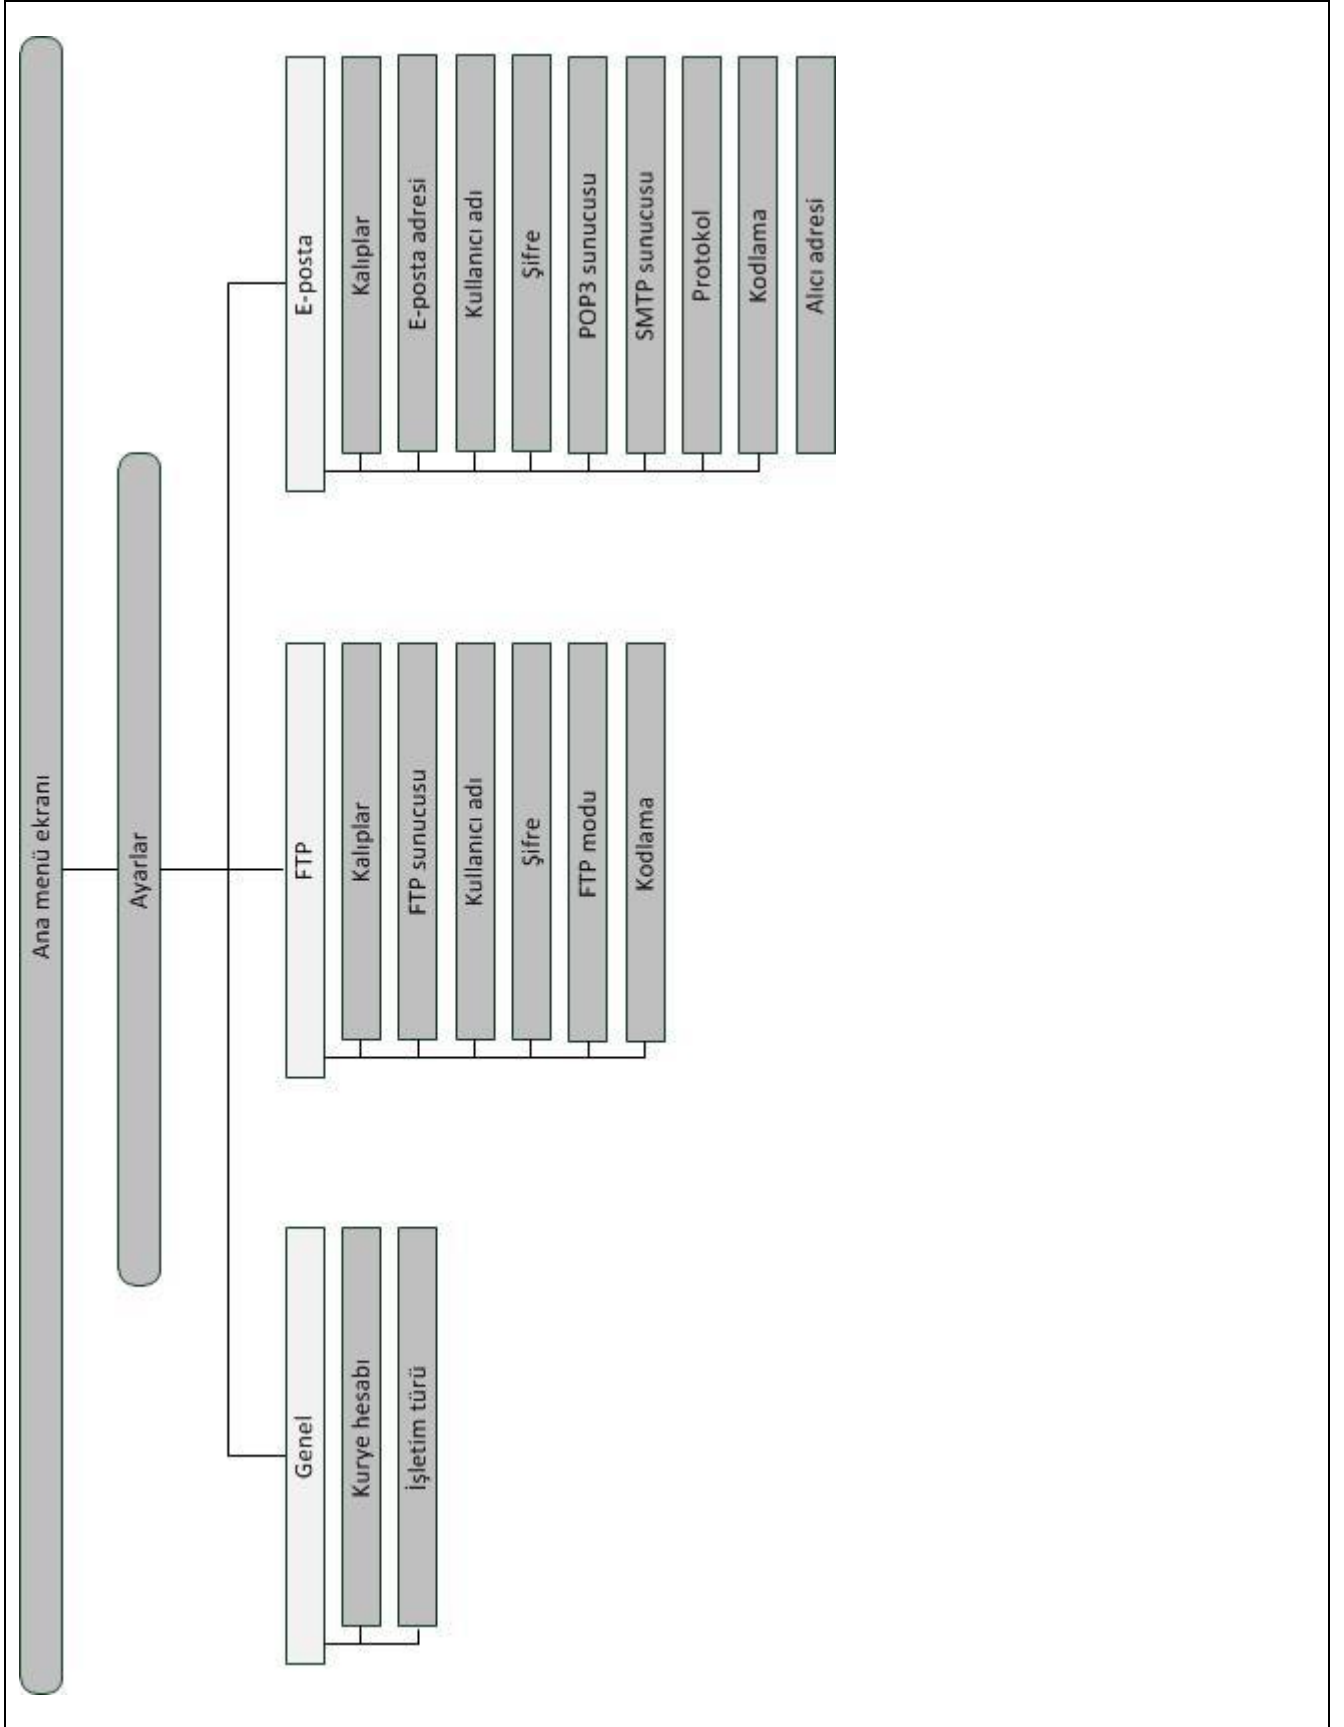 Ana menü ekranı
Ayarlar
Genel
Kurye hesabı
İşletim türü
FTP
Kalıplar
FTP sunucusu
Kullanıcı adı
Şifre
FTP modu
Kodlama
E-posta
Kalıplar
E-posta adresi
Kullanıcı adı
Şifre
POP3 sunucusu
SMTP sunucusu
Protokol
Kodlama
Alıcı adresi